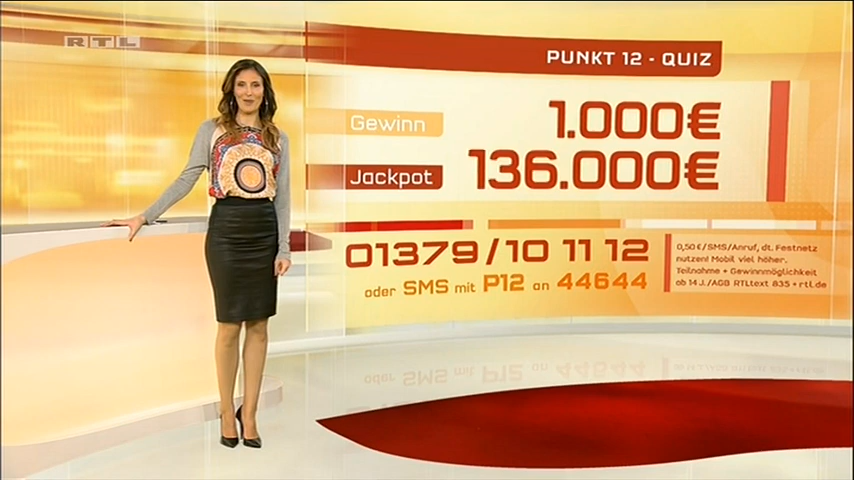 RTL
PUNKT 12 - QUIZ
Gewinn 1.000€
Jackpot 136.000€
01379/10 11 12
oder SMS mit P12 an 44644
0,50 €/SMS/Anruf, dt. Festnetz
nutzen! Mobil viel höher.
Teilnahme + Gewinnmöglichkeit
ab 14 J./AGB RTLtext 835 + rtl.de